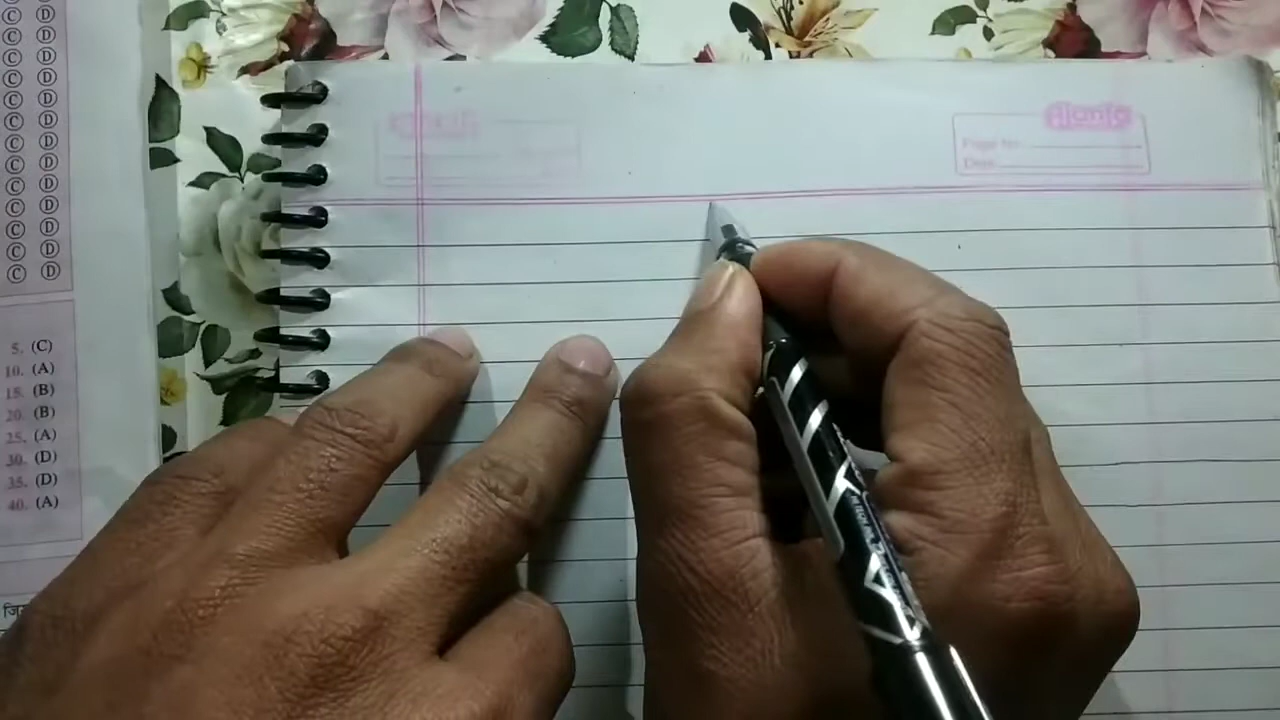 Ⓒ Ⓓ
Ⓒ Ⓓ
Ⓒ Ⓓ
Ⓒ Ⓓ
Ⓒ Ⓓ
Ⓒ Ⓓ
Ⓒ Ⓓ
Ⓒ Ⓓ
Ⓒ Ⓓ
Ⓒ Ⓓ
Ⓒ Ⓓ
Ⓒ Ⓓ
5. (C)
10. (A)
15. (B)
20. (B)
25. (A)
30. (D)
35. (D)
40. (A)
Page No.
Date